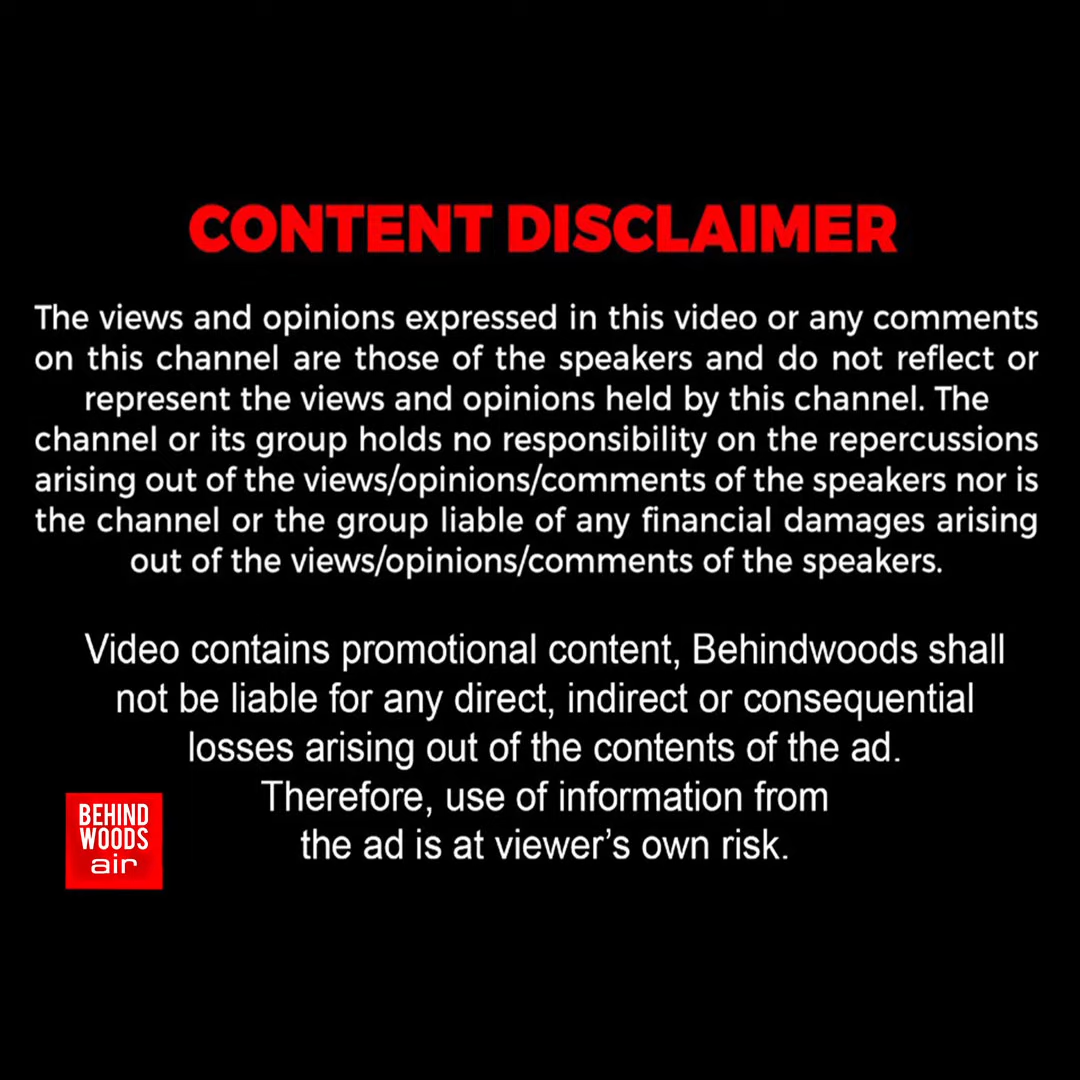 CONTENT DISCLAIMER
The views and opinions expressed in this video or any comments
on this channel are those of the speakers and do not reflect or
represent the views and opinions held by this channel. The
channel or its group holds no responsibility on the repercussions
arising out of the views/opinions/comments of the speakers nor is
the channel or the group liable of any financial damages arising
out of the views/opinions/comments of the speakers.
Video contains promotional content, Behindwoods shall
not be liable for any direct, indirect or consequential
losses arising out of the contents of the ad.
Therefore, use of information from
the ad is at viewer’s own risk.
BEHIND
WOODS
air